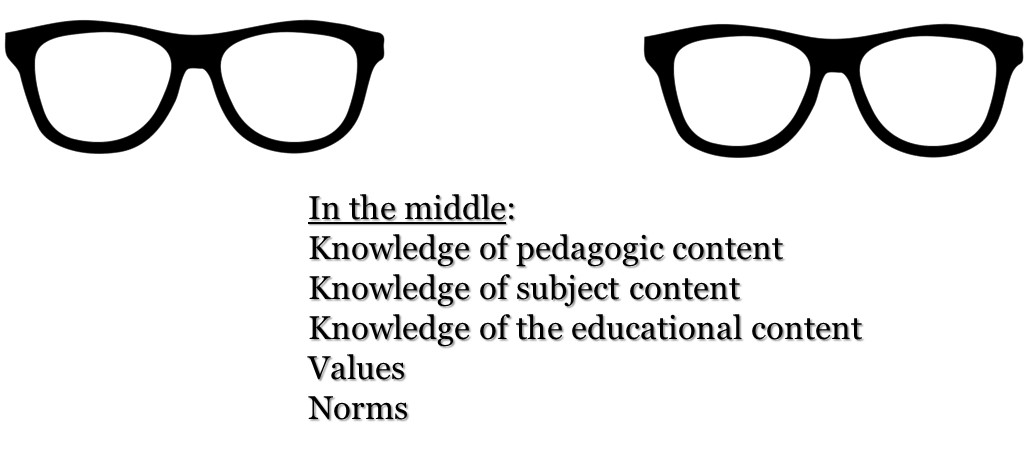 In the middle:
Knowledge of pedagogic content
Knowledge of subject content
Knowledge of the educational content
Values
Norms